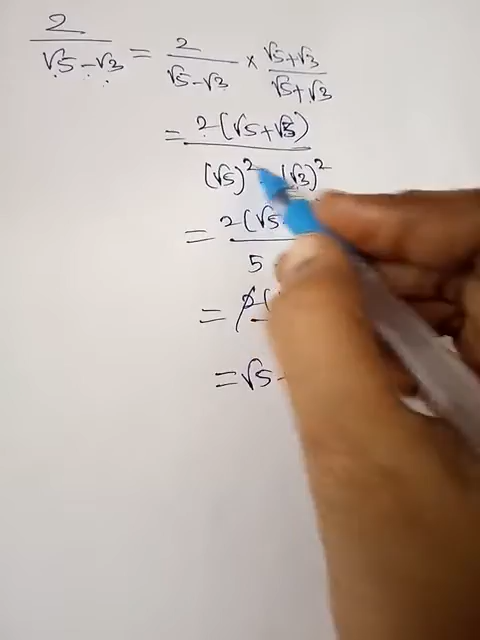 2/(√5-√3) = 2/(√5-√3) × (√5+√3)/(√5+√3)
= 2(√5+√3)/((√5)² (√3)²)
= 2(√5 / 5
= 2(
= √5